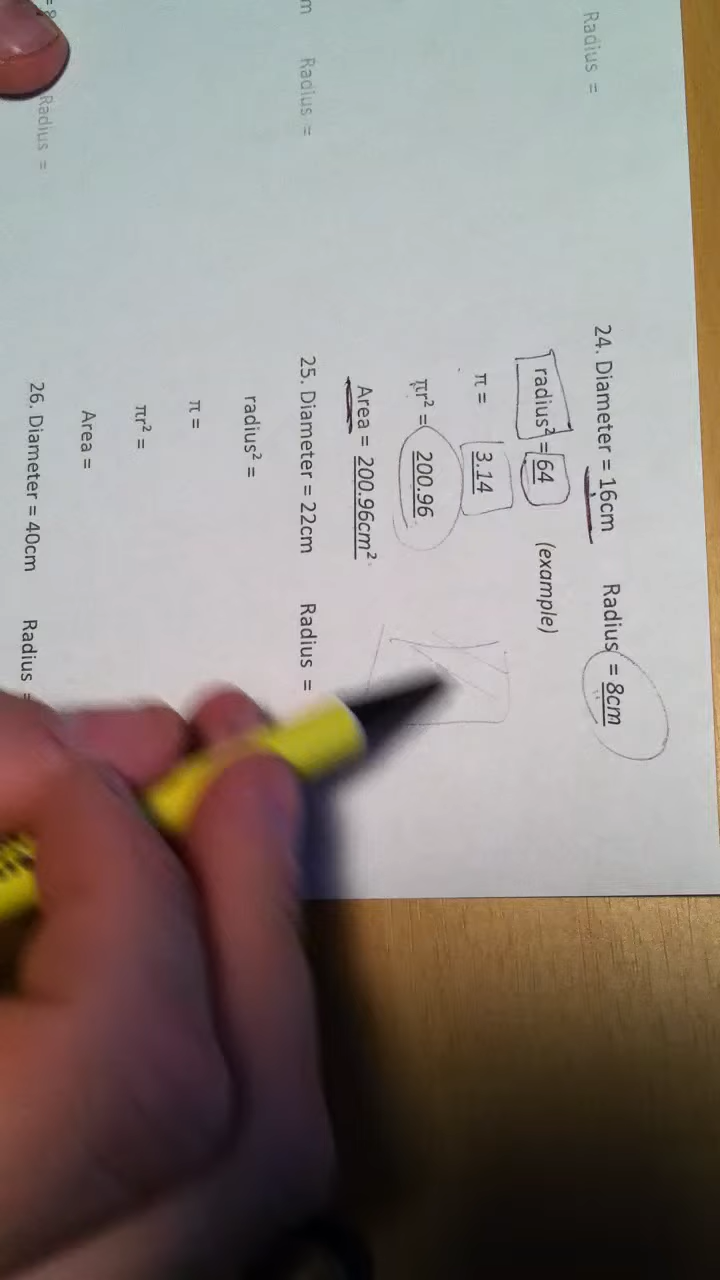 Radius =
m Radius =
= 8 Radius =
24. Diameter = 16cm Radius = 8cm
radius² = 64 (example)
π = 3.14
πr² = 200.96
Area = 200.96cm²
25. Diameter = 22cm Radius =
radius² =
π =
πr² =
Area =
26. Diameter = 40cm Radius =